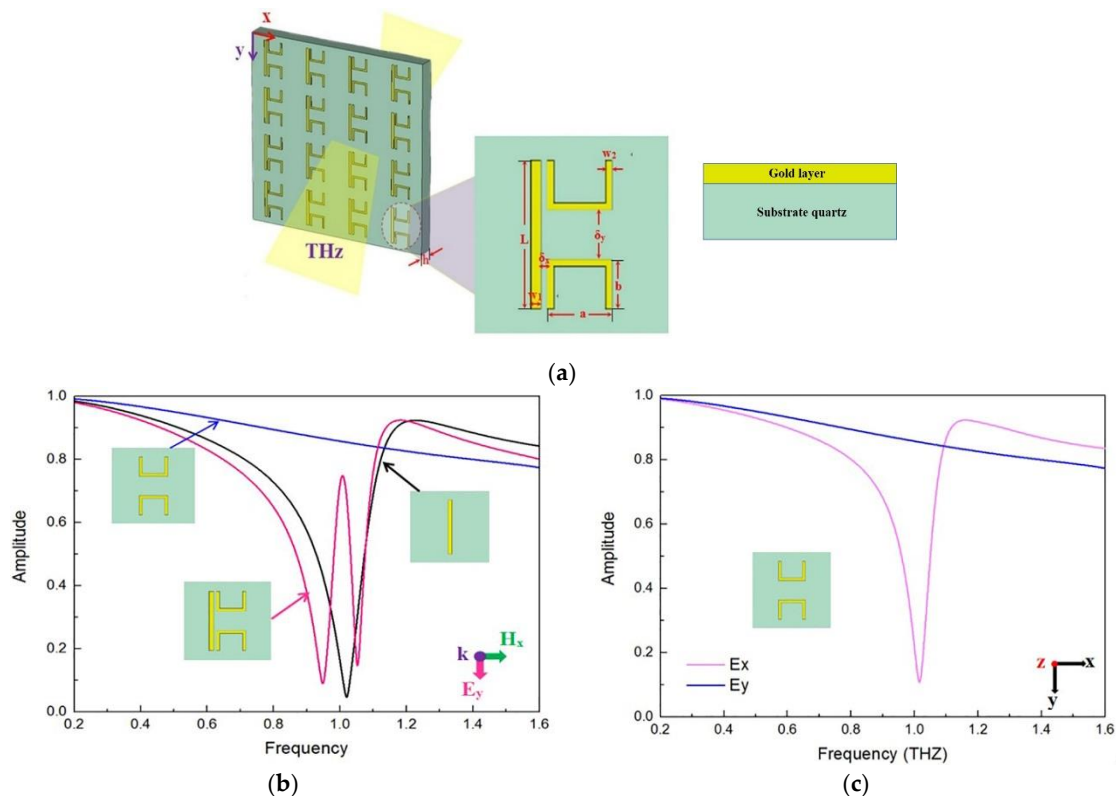 x
y
THz
h
w₂
L
δy
δx
b
w₁
a
Gold layer
Substrate quartz
(a)
1.0
0.8
0.6
0.4
0.2
0.0
Amplitude
k
Hx
Ey
0.2 0.4 0.6 0.8 1.0 1.2 1.4 1.6
Frequency
(b)
1.0
0.8
0.6
0.4
0.2
0.0
Amplitude
Ex
Ey
z
x
y
0.2 0.4 0.6 0.8 1.0 1.2 1.4 1.6
Frequency (THZ)
(c)